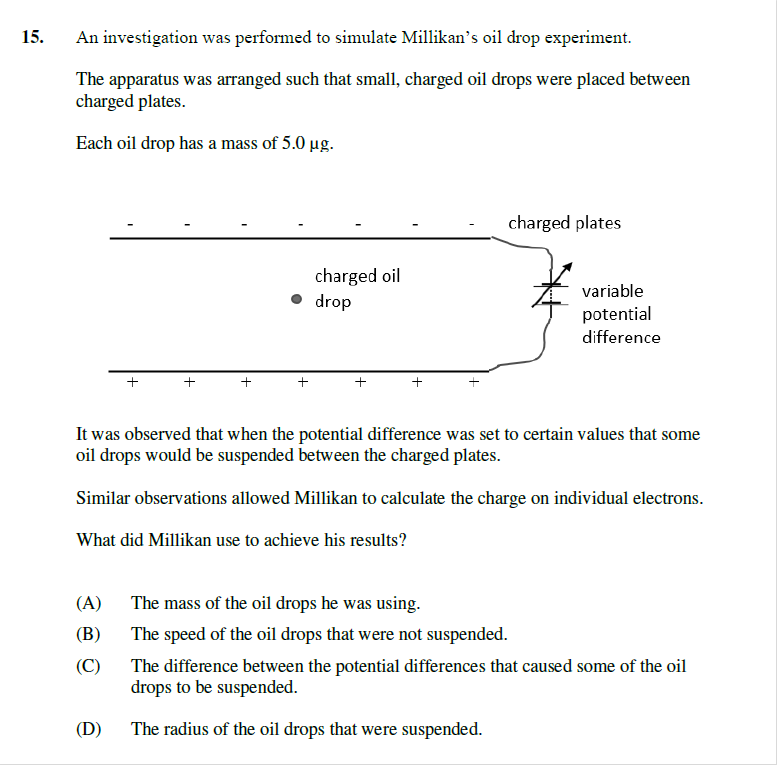 15. An investigation was performed to simulate Millikan's oil drop experiment.
The apparatus was arranged such that small, charged oil drops were placed between
charged plates.
Each oil drop has a mass of 5.0 µg.
- - - - - - -
charged plates
charged oil
drop
variable
potential
difference
+ + + + + + +
It was observed that when the potential difference was set to certain values that some
oil drops would be suspended between the charged plates.
Similar observations allowed Millikan to calculate the charge on individual electrons.
What did Millikan use to achieve his results?
(A) The mass of the oil drops he was using.
(B) The speed of the oil drops that were not suspended.
(C) The difference between the potential differences that caused some of the oil
drops to be suspended.
(D) The radius of the oil drops that were suspended.